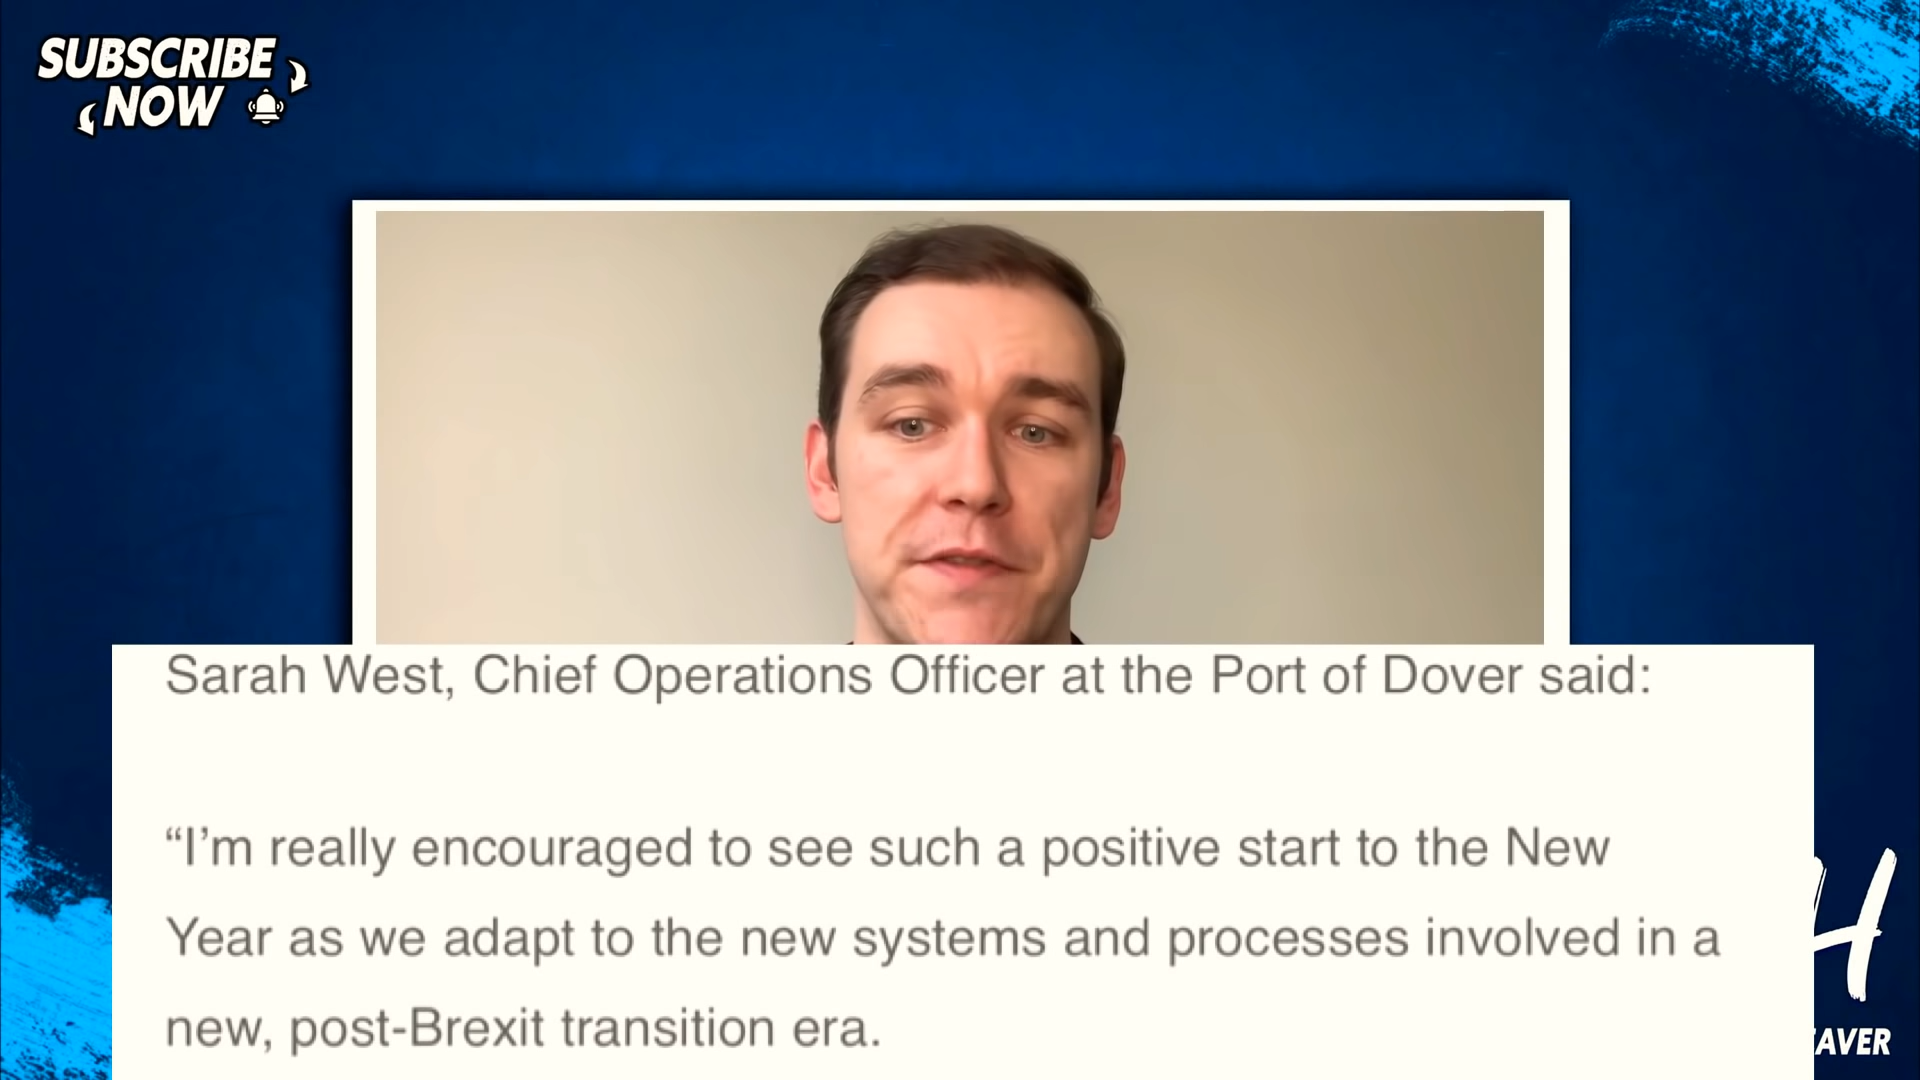 SUBSCRIBE
NOW
Sarah West, Chief Operations Officer at the Port of Dover said:
“I’m really encouraged to see such a positive start to the New
Year as we adapt to the new systems and processes involved in a
new, post-Brexit transition era.
H
EAVER